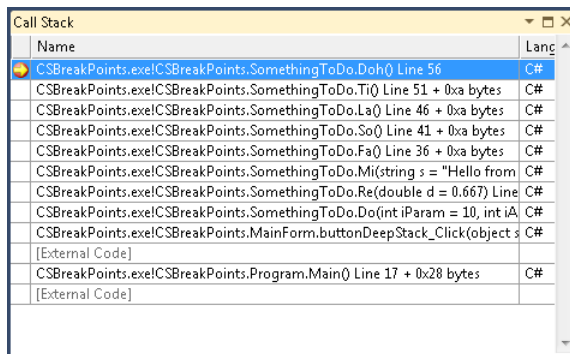 Call Stack
Name Lang
CSBreakPoints.exe!CSBreakPoints.SomethingToDo.Doh() Line 56 C#
CSBreakPoints.exe!CSBreakPoints.SomethingToDo.Ti() Line 51 + 0xa bytes C#
CSBreakPoints.exe!CSBreakPoints.SomethingToDo.La() Line 46 + 0xa bytes C#
CSBreakPoints.exe!CSBreakPoints.SomethingToDo.So() Line 41 + 0xa bytes C#
CSBreakPoints.exe!CSBreakPoints.SomethingToDo.Fa() Line 36 + 0xa bytes C#
CSBreakPoints.exe!CSBreakPoints.SomethingToDo.Mi(string s = "Hello from C#
CSBreakPoints.exe!CSBreakPoints.SomethingToDo.Re(double d = 0.667) Line C#
CSBreakPoints.exe!CSBreakPoints.SomethingToDo.Do(int iParam = 10, int iA C#
CSBreakPoints.exe!CSBreakPoints.MainForm.buttonDeepStack_Click(object s C#
[External Code]
CSBreakPoints.exe!CSBreakPoints.Program.Main() Line 17 + 0x28 bytes C#
[External Code]